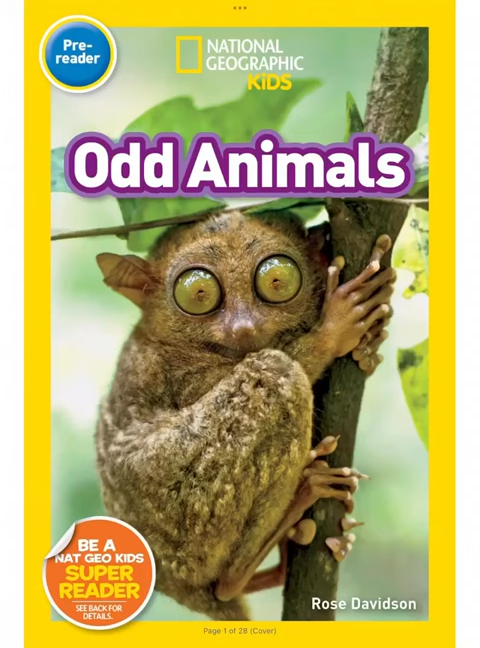 Pre-
reader
NATIONAL
GEOGRAPHIC
KiDS
Odd Animals
BE A
NAT GEO KIDS
SUPER
READER
SEE BACK FOR
DETAILS.
Rose Davidson
Page 1 of 28 (Cover)